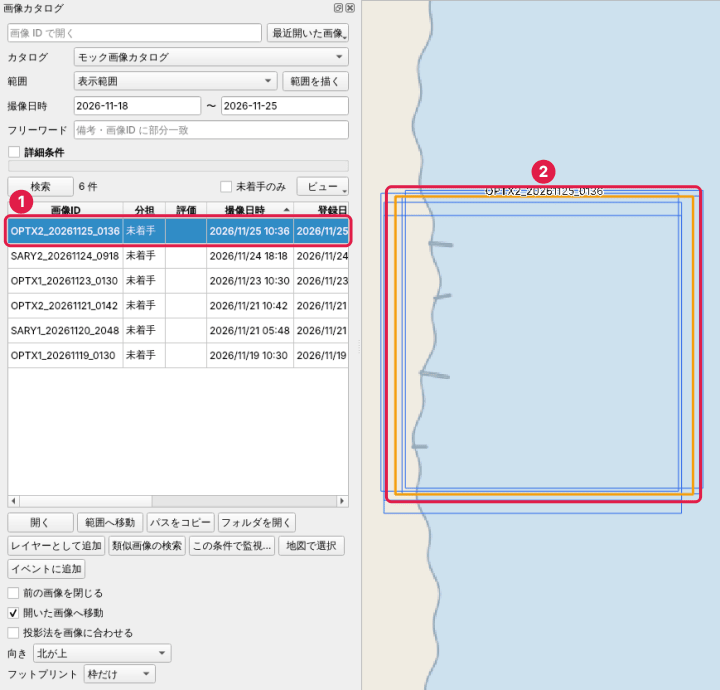 画像カタログ
画像 ID で開く
最近開いた画像
カタログ
モック画像カタログ
範囲
表示範囲
範囲を描く
撮像日時
2026-11-18
～
2026-11-25
フリーワード
備考・画像ID に部分一致
詳細条件
検索
6 件
未着手のみ
ビュー
1
画像ID 分担 評価 撮像日時 登録日
OPTX2_20261125_0136 未着手 2026/11/25 10:36 2026/11/25
SARY2_20261124_0918 未着手 2026/11/24 18:18 2026/11/24
OPTX1_20261123_0130 未着手 2026/11/23 10:30 2026/11/23
OPTX2_20261121_0142 未着手 2026/11/21 10:42 2026/11/21
SARY1_20261120_2048 未着手 2026/11/21 05:48 2026/11/21
OPTX1_20261119_0130 未着手 2026/11/19 10:30 2026/11/19
開く
範囲へ移動
パスをコピー
フォルダを開く
レイヤーとして追加
類似画像の検索
この条件で監視...
地図で選択
イベントに追加
前の画像を閉じる
開いた画像へ移動
投影法を画像に合わせる
向き
北が上
フットプリント
枠だけ
2
OPTX2_20261125_0136